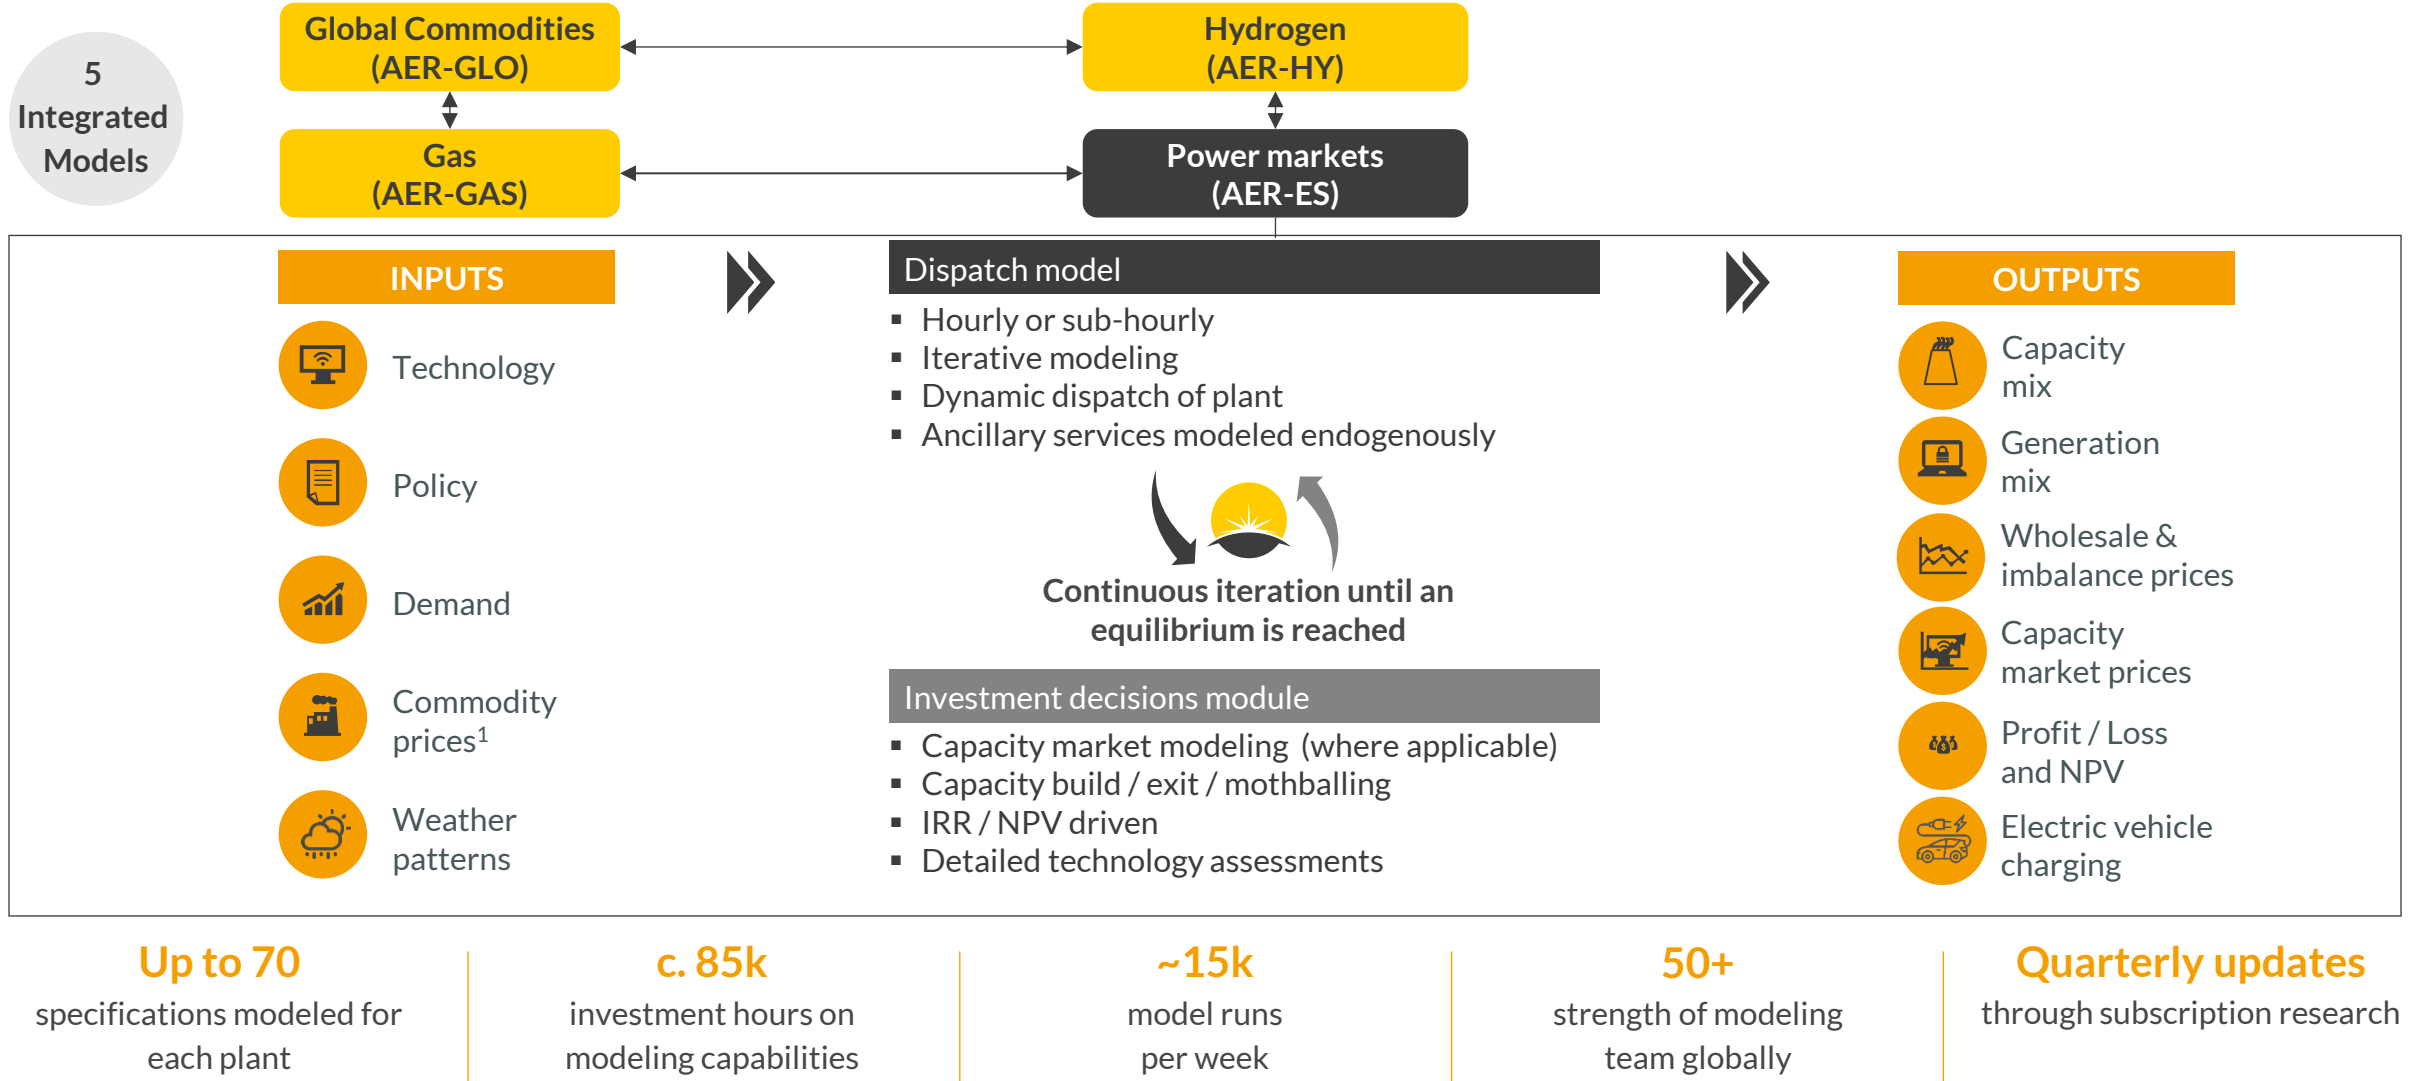 5
Integrated
Models
Global Commodities
(AER-GLO)
Hydrogen
(AER-HY)
Gas
(AER-GAS)
Power markets
(AER-ES)
INPUTS
Technology
Policy
Demand
Commodity
prices¹
Weather
patterns
Dispatch model
▪ Hourly or sub-hourly
▪ Iterative modeling
▪ Dynamic dispatch of plant
▪ Ancillary services modeled endogenously
Continuous iteration until an
equilibrium is reached
Investment decisions module
▪ Capacity market modeling (where applicable)
▪ Capacity build / exit / mothballing
▪ IRR / NPV driven
▪ Detailed technology assessments
OUTPUTS
Capacity
mix
Generation
mix
Wholesale &
imbalance prices
Capacity
market prices
Profit / Loss
and NPV
Electric vehicle
charging
Up to 70
specifications modeled for
each plant
c. 85k
investment hours on
modeling capabilities
~15k
model runs
per week
50+
strength of modeling
team globally
Quarterly updates
through subscription research